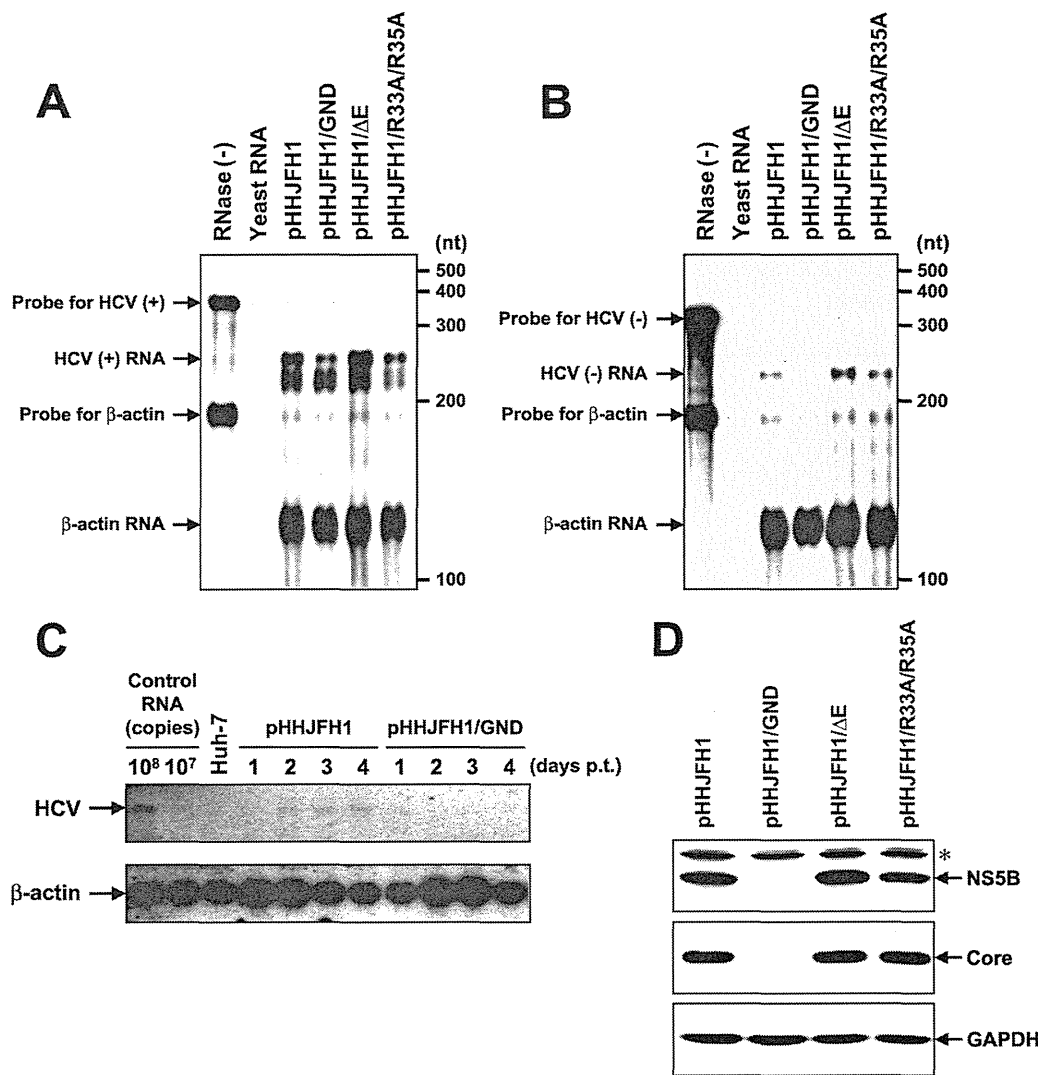 A
RNase (-)
Yeast RNA
pHHJFH1
pHHJFH1/GND
pHHJFH1/ΔE
pHHJFH1/R33A/R35A
(nt)
500
400
300
200
100
Probe for HCV (+)
HCV (+) RNA
Probe for β-actin
β-actin RNA
B
RNase (-)
Yeast RNA
pHHJFH1
pHHJFH1/GND
pHHJFH1/ΔE
pHHJFH1/R33A/R35A
(nt)
500
400
300
200
100
Probe for HCV (-)
HCV (-) RNA
Probe for β-actin
β-actin RNA
C
Control
RNA
(copies)
Huh-7
pHHJFH1
pHHJFH1/GND
10⁸ 10⁷ 1 2 3 4 1 2 3 4 (days p.t.)
HCV
β-actin
D
pHHJFH1
pHHJFH1/GND
pHHJFH1/ΔE
pHHJFH1/R33A/R35A
*
NS5B
Core
GAPDH